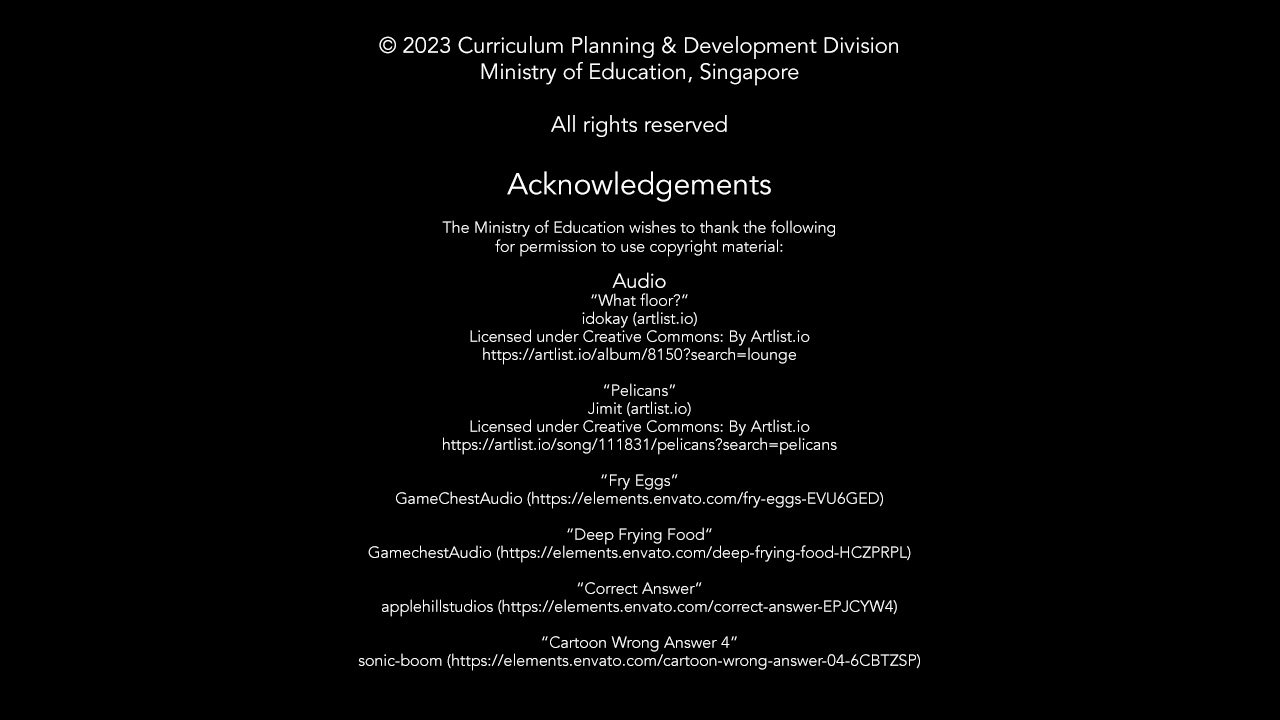 © 2023 Curriculum Planning & Development Division
Ministry of Education, Singapore
All rights reserved
Acknowledgements
The Ministry of Education wishes to thank the following
for permission to use copyright material:
Audio
“What floor?”
idokay (artlist.io)
Licensed under Creative Commons: By Artlist.io
https://artlist.io/album/8150?search=lounge
“Pelicans”
Jimit (artlist.io)
Licensed under Creative Commons: By Artlist.io
https://artlist.io/song/111831/pelicans?search=pelicans
“Fry Eggs”
GameChestAudio (https://elements.envato.com/fry-eggs-EVU6GED)
“Deep Frying Food”
GamechestAudio (https://elements.envato.com/deep-frying-food-HCZPRPL)
“Correct Answer”
applehillstudios (https://elements.envato.com/correct-answer-EPJCYW4)
“Cartoon Wrong Answer 4”
sonic-boom (https://elements.envato.com/cartoon-wrong-answer-04-6CBTZSP)